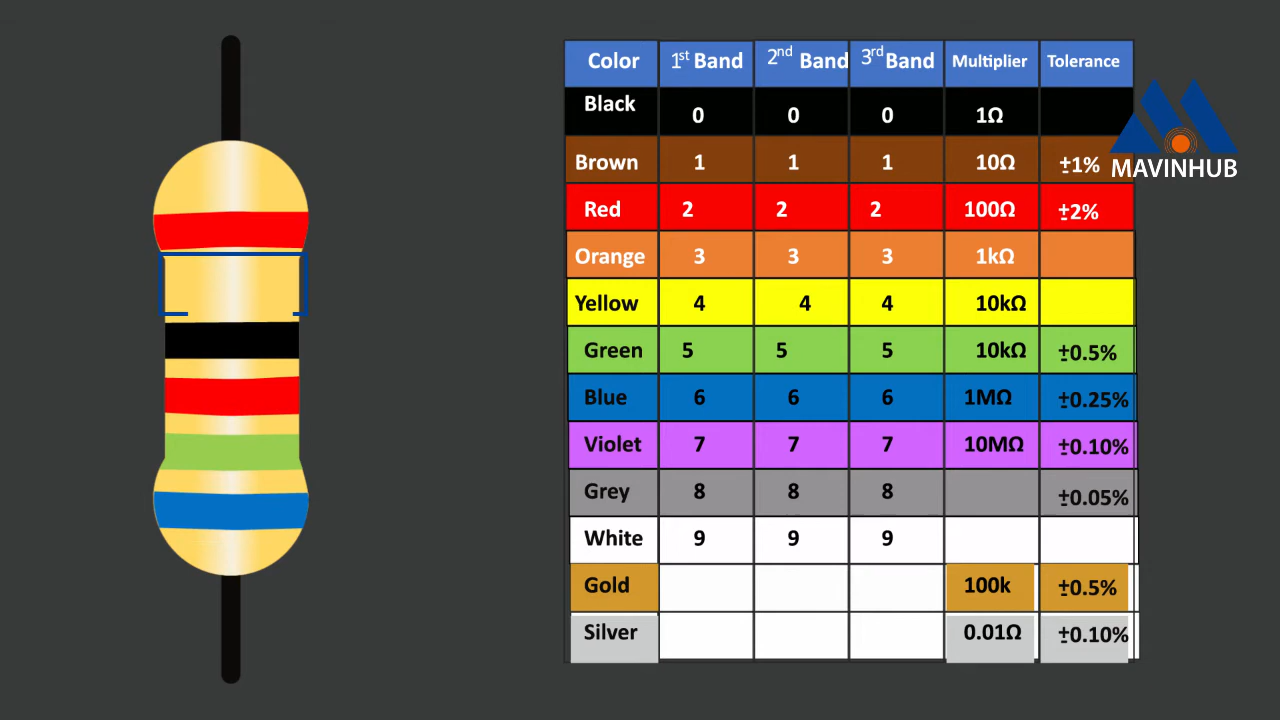 Color 1st Band 2nd Band 3rd Band Multiplier Tolerance
Black 0 0 0 1Ω
Brown 1 1 1 10Ω ±1%
MAVINHUB
Red 2 2 2 100Ω ±2%
Orange 3 3 3 1kΩ
Yellow 4 4 4 10kΩ
Green 5 5 5 10kΩ ±0.5%
Blue 6 6 6 1MΩ ±0.25%
Violet 7 7 7 10MΩ ±0.10%
Grey 8 8 8 ±0.05%
White 9 9 9
Gold 100k ±0.5%
Silver 0.01Ω ±0.10%